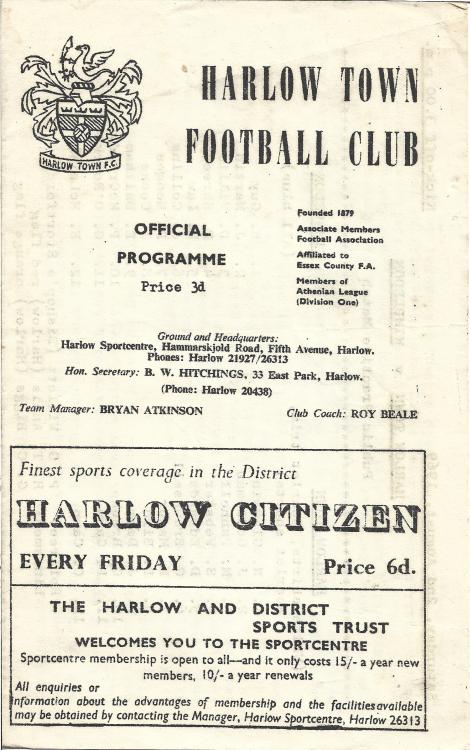 HARLOW TOWN
FOOTBALL CLUB
HARLOW TOWN F.C.
OFFICIAL
PROGRAMME
Price 3d
Founded 1879
Associate Members
Football Association
Affiliated to
Essex County F.A.
Members of
Athenian League
(Division One)
Ground and Headquarters:
Harlow Sportcentre, Hammarskjold Road, Fifth Avenue, Harlow.
Phones: Harlow 21927/26313
Hon. Secretary: B. W. HITCHINGS, 33 East Park, Harlow.
(Phone: Harlow 20438)
Team Manager: BRYAN ATKINSON
Club Coach: ROY BEALE
Finest sports coverage in the District
HARLOW CITIZEN
EVERY FRIDAY
Price 6d.
THE HARLOW AND DISTRICT
SPORTS TRUST
WELCOMES YOU TO THE SPORTCENTRE
Sportcentre membership is open to all—and it only costs 15/- a year new
members, 10/- a year renewals
All enquiries or
information about the advantages of membership and the facilities available
may be obtained by contacting the Manager, Harlow Sportcentre, Harlow 26313